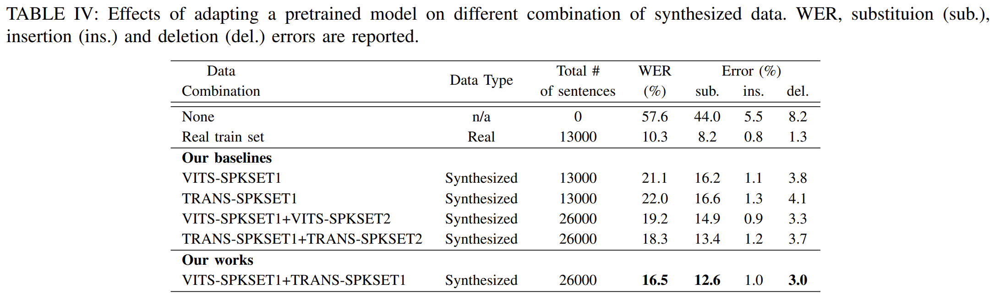 TABLE IV: Effects of adapting a pretrained model on different combination of synthesized data. WER, substituion (sub.),
insertion (ins.) and deletion (del.) errors are reported.
Data Combination Data Type Total # of sentences WER (%) Error (%) sub. ins. del.
None n/a 0 57.6 44.0 5.5 8.2
Real train set Real 13000 10.3 8.2 0.8 1.3
Our baselines
VITS-SPKSET1 Synthesized 13000 21.1 16.2 1.1 3.8
TRANS-SPKSET1 Synthesized 13000 22.0 16.6 1.3 4.1
VITS-SPKSET1+VITS-SPKSET2 Synthesized 26000 19.2 14.9 0.9 3.3
TRANS-SPKSET1+TRANS-SPKSET2 Synthesized 26000 18.3 13.4 1.2 3.7
Our works
VITS-SPKSET1+TRANS-SPKSET1 Synthesized 26000 16.5 12.6 1.0 3.0